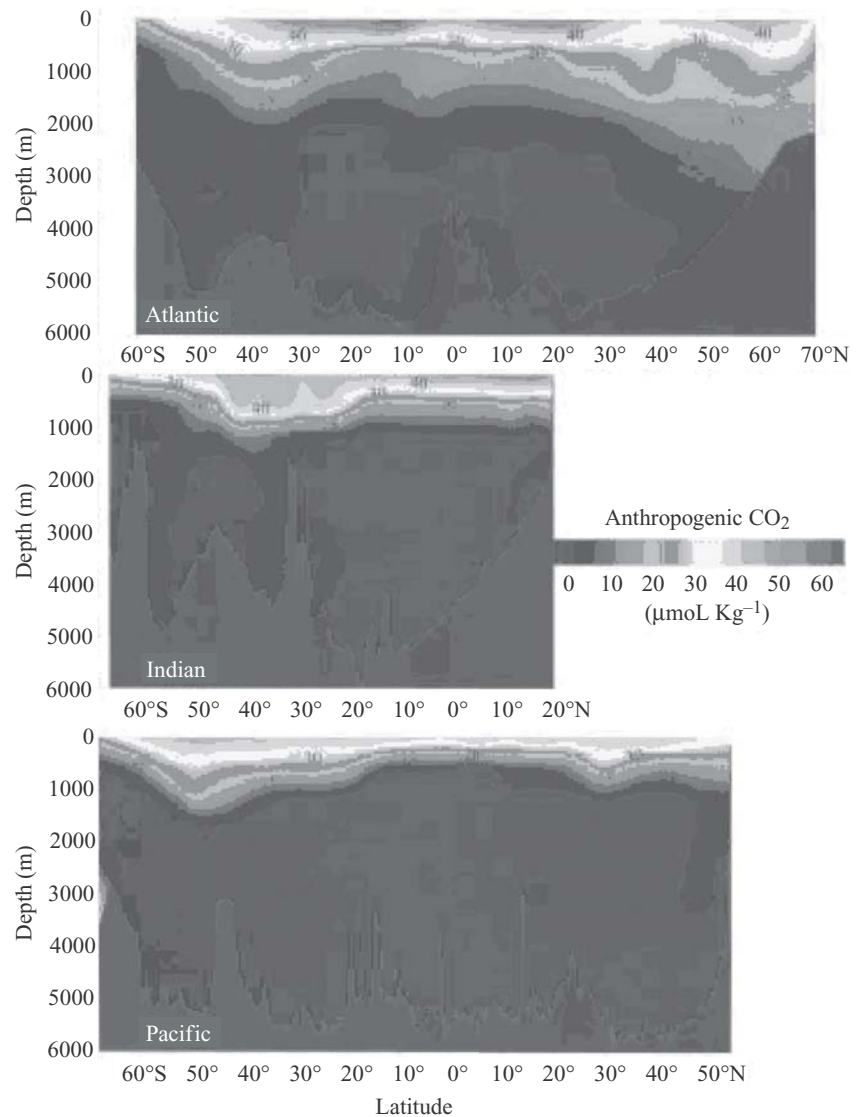 0
1000
2000
3000
4000
5000
6000
Depth (m)
Atlantic
60°S 50° 40° 30° 20° 10° 0° 10° 20° 30° 40° 50° 60° 70°N
0
1000
2000
3000
4000
5000
6000
Depth (m)
Indian
60°S 50° 40° 30° 20° 10° 0° 10° 20°N
Anthropogenic CO₂
0 10 20 30 40 50 60
(μmoL Kg⁻¹)
0
1000
2000
3000
4000
5000
6000
Depth (m)
Pacific
60°S 50° 40° 30° 20° 10° 0° 10° 20° 30° 40° 50°N
Latitude